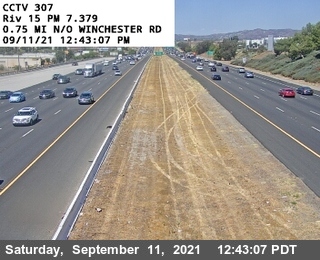 CCTV 307
Riv 15 PM 7.379
0.75 MI N/O WINCHESTER RD
09/11/21 12:43:07 PM
Saturday, September 11, 2021 12:43:07 PDT